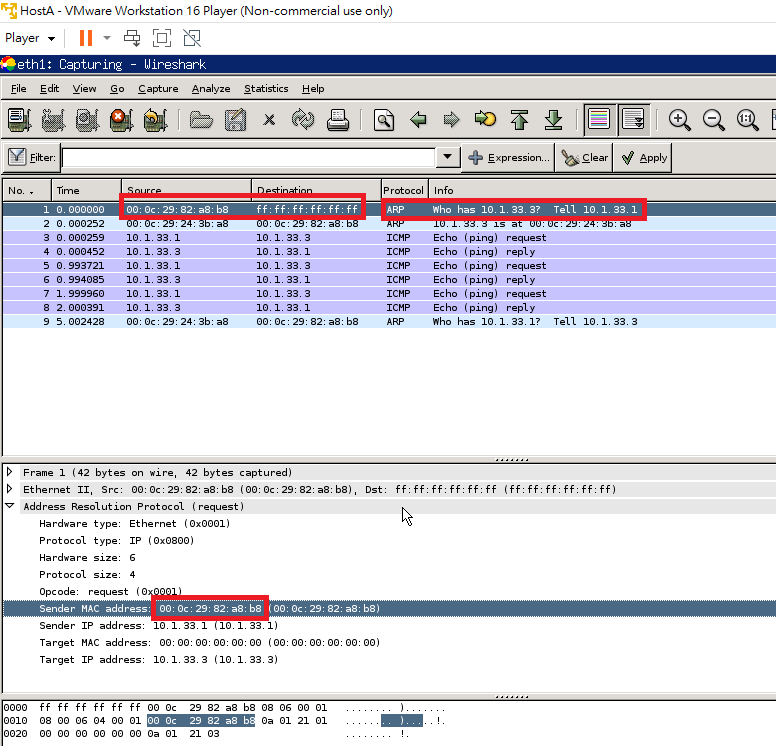 HostA - VMware Workstation 16 Player (Non-commercial use only)
Player
eth1: Capturing - Wireshark
File Edit View Go Capture Analyze Statistics Help
Filter: Expression... Clear Apply
No. . Time Source Destination Protocol Info
1 0.000000 00:0c:29:82:a8:b8 ff:ff:ff:ff:ff:ff ARP Who has 10.1.33.3? Tell 10.1.33.1
2 0.000252 00:0c:29:24:3b:a8 00:0c:29:82:a8:b8 ARP 10.1.33.3 is at 00:0c:29:24:3b:a8
3 0.000259 10.1.33.1 10.1.33.3 ICMP Echo (ping) request
4 0.000452 10.1.33.3 10.1.33.1 ICMP Echo (ping) reply
5 0.993721 10.1.33.1 10.1.33.3 ICMP Echo (ping) request
6 0.994085 10.1.33.3 10.1.33.1 ICMP Echo (ping) reply
7 1.999960 10.1.33.1 10.1.33.3 ICMP Echo (ping) request
8 2.000391 10.1.33.3 10.1.33.1 ICMP Echo (ping) reply
9 5.002428 00:0c:29:24:3b:a8 00:0c:29:82:a8:b8 ARP Who has 10.1.33.1? Tell 10.1.33.3
Frame 1 (42 bytes on wire, 42 bytes captured)
Ethernet II, Src: 00:0c:29:82:a8:b8 (00:0c:29:82:a8:b8), Dst: ff:ff:ff:ff:ff:ff (ff:ff:ff:ff:ff:ff)
Address Resolution Protocol (request)
Hardware type: Ethernet (0x0001)
Protocol type: IP (0x0800)
Hardware size: 6
Protocol size: 4
Opcode: request (0x0001)
Sender MAC address: 00:0c:29:82:a8:b8 (00:0c:29:82:a8:b8)
Sender IP address: 10.1.33.1 (10.1.33.1)
Target MAC address: 00:00:00:00:00:00 (00:00:00:00:00:00)
Target IP address: 10.1.33.3 (10.1.33.3)
0000 ff ff ff ff ff ff 00 0c 29 82 a8 b8 08 06 00 01 ........ ).......
0010 08 00 06 04 00 01 00 0c 29 82 a8 b8 0a 01 21 01 ........ ).....!.
0020 00 00 00 00 00 00 0a 01 21 03 ........ !.